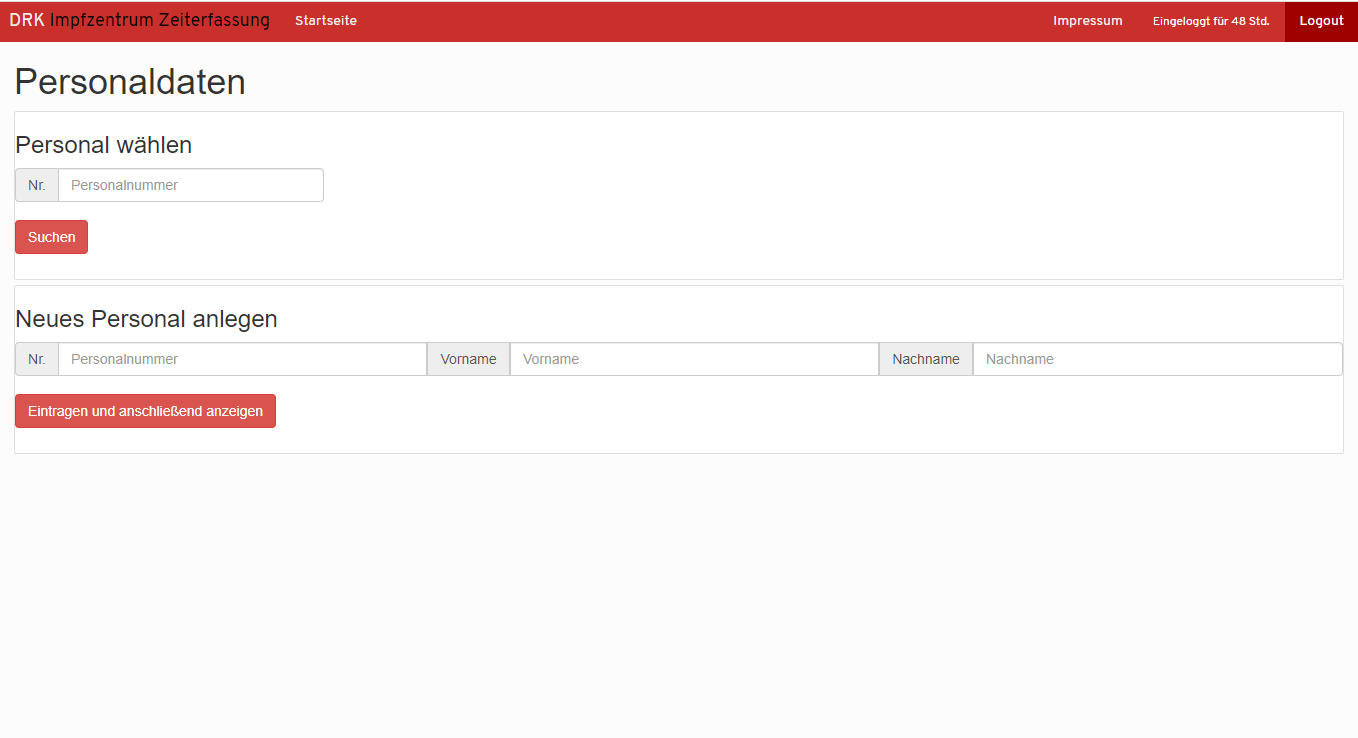 DRK Impfzentrum Zeiterfassung Startseite Impressum Eingeloggt für 48 Std. Logout
Personaldaten
Personal wählen
Nr. Personalnummer
Suchen
Neues Personal anlegen
Nr. Personalnummer Vorname Vorname Nachname Nachname
Eintragen und anschließend anzeigen